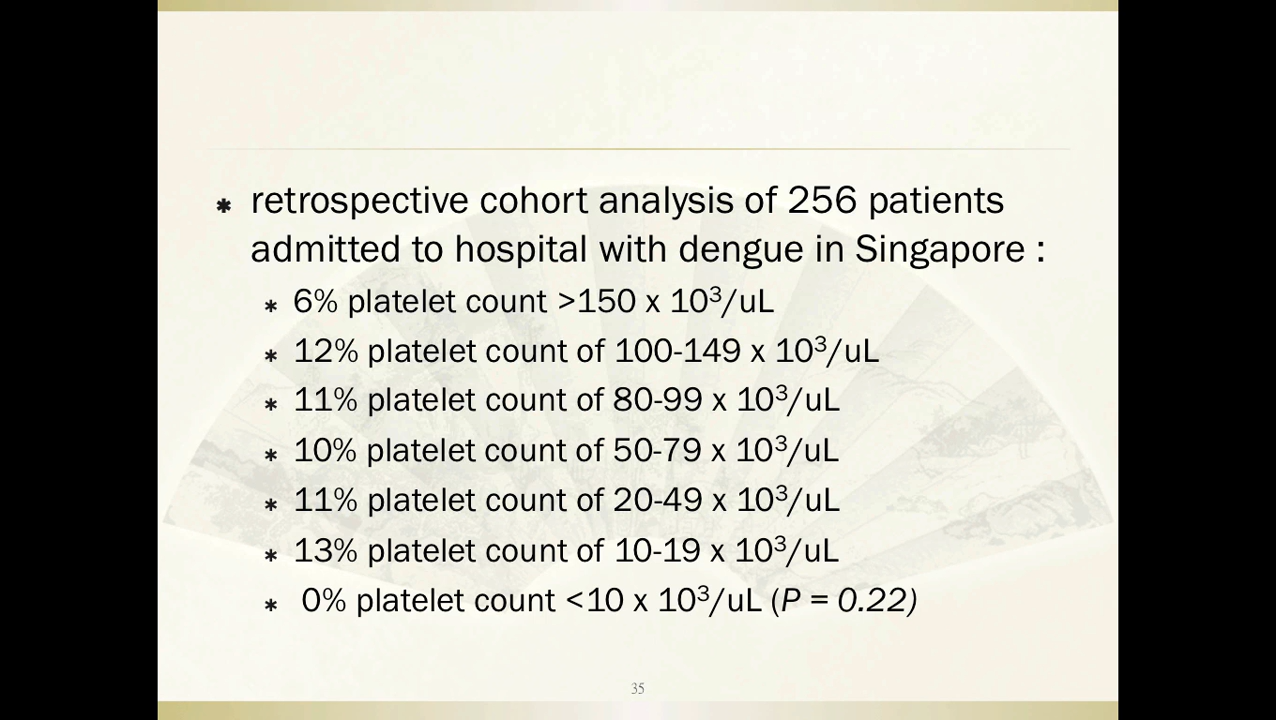 retrospective cohort analysis of 256 patients
admitted to hospital with dengue in Singapore :
6% platelet count >150 x 10³/uL
12% platelet count of 100-149 x 10³/uL
11% platelet count of 80-99 x 10³/uL
10% platelet count of 50-79 x 10³/uL
11% platelet count of 20-49 x 10³/uL
13% platelet count of 10-19 x 10³/uL
0% platelet count <10 x 10³/uL (P = 0.22)
35